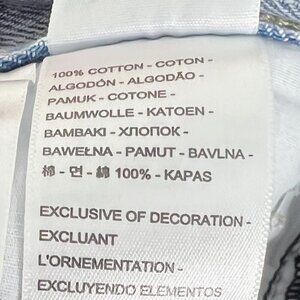 100% COTTON - COTON -
ALGODÓN - ALGODÃO -
PAMUK - COTONE -
BAUMWOLLE - KATOEN -
BAMBAKI - ХЛОПОК -
BAWEŁNA - PAMUT - BAVLNA -
棉 - 면 - 綿 100% - KAPAS
EXCLUSIVE OF DECORATION -
EXCLUANT
L'ORNEMENTATION -
EXCLUYENDO ELEMENTOS